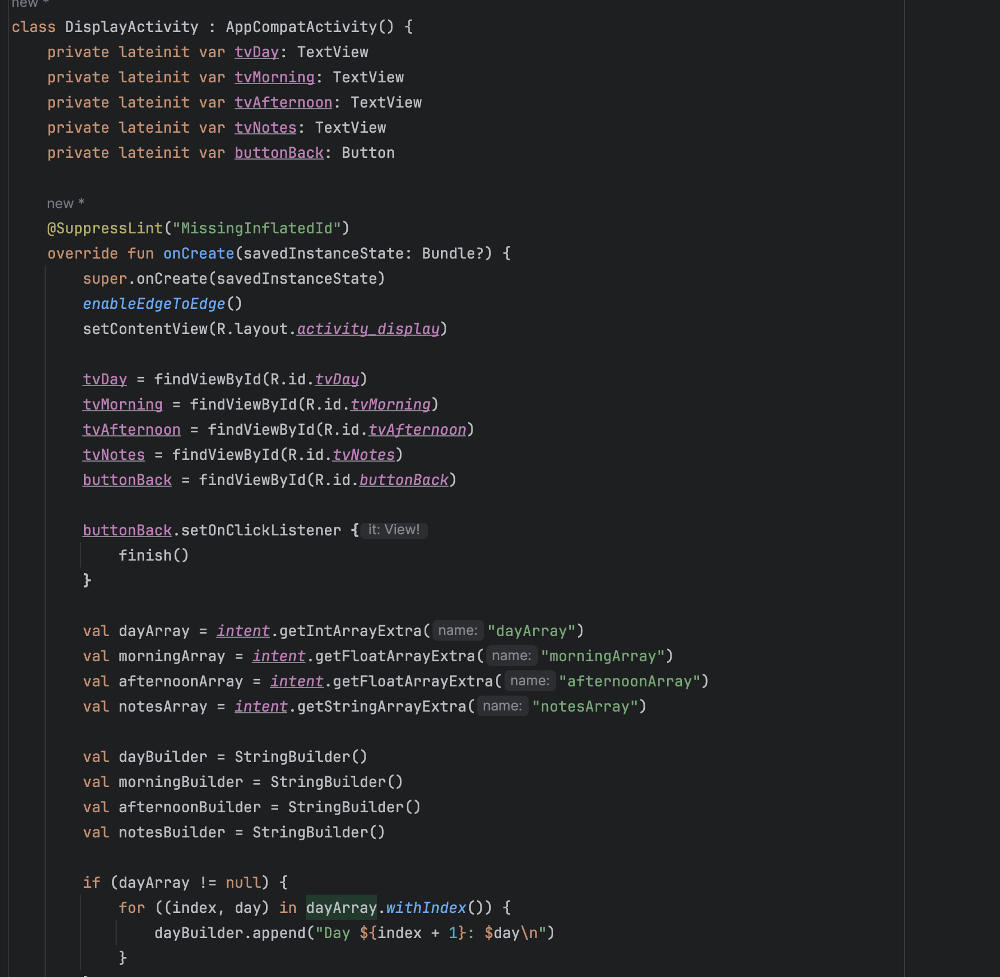 new *
class DisplayActivity : AppCompatActivity() {
private lateinit var tvDay: TextView
private lateinit var tvMorning: TextView
private lateinit var tvAfternoon: TextView
private lateinit var tvNotes: TextView
private lateinit var buttonBack: Button
new *
@SuppressLint("MissingInflatedId")
override fun onCreate(savedInstanceState: Bundle?) {
super.onCreate(savedInstanceState)
enableEdgeToEdge()
setContentView(R.layout.activity_display)
tvDay = findViewById(R.id.tvDay)
tvMorning = findViewById(R.id.tvMorning)
tvAfternoon = findViewById(R.id.tvAfternoon)
tvNotes = findViewById(R.id.tvNotes)
buttonBack = findViewById(R.id.buttonBack)
buttonBack.setOnClickListener { it: View!
finish()
}
val dayArray = intent.getIntArrayExtra( name: "dayArray")
val morningArray = intent.getFloatArrayExtra( name: "morningArray")
val afternoonArray = intent.getFloatArrayExtra( name: "afternoonArray")
val notesArray = intent.getStringArrayExtra( name: "notesArray")
val dayBuilder = StringBuilder()
val morningBuilder = StringBuilder()
val afternoonBuilder = StringBuilder()
val notesBuilder = StringBuilder()
if (dayArray != null) {
for ((index, day) in dayArray.withIndex()) {
dayBuilder.append("Day ${index + 1}: $day\n")
}